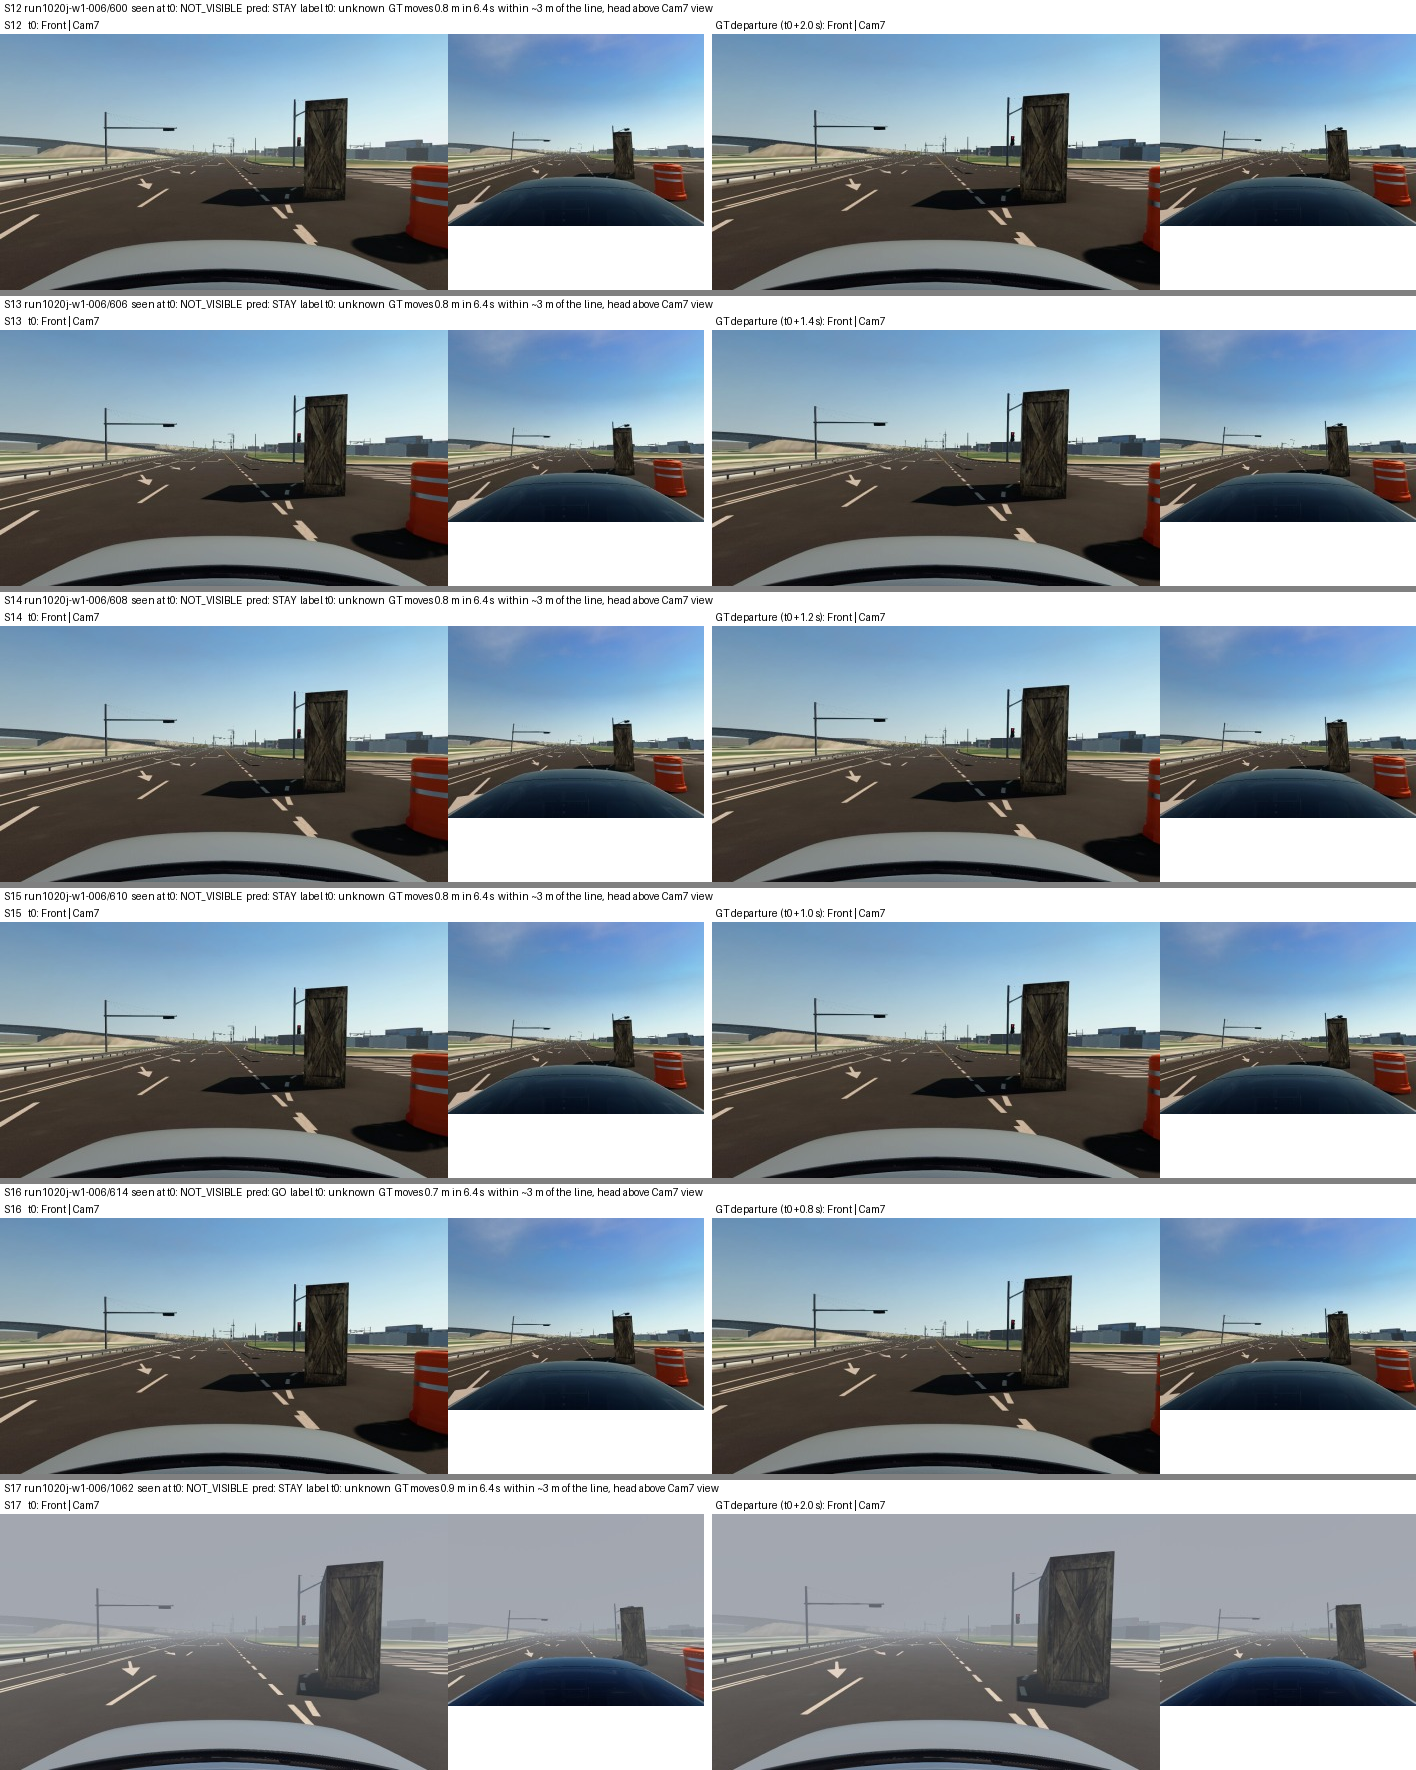 S12 run1020j-w1-006/600 seen at t0: NOT_VISIBLE pred: STAY label t0: unknown GT moves 0.8 m in 6.4 s within ~3 m of the line, head above Cam7 view
S12 t0: Front | Cam7 GT departure (t0+2.0 s): Front | Cam7
S13 run1020j-w1-006/606 seen at t0: NOT_VISIBLE pred: STAY label t0: unknown GT moves 0.8 m in 6.4 s within ~3 m of the line, head above Cam7 view
S13 t0: Front | Cam7 GT departure (t0+1.4 s): Front | Cam7
S14 run1020j-w1-006/608 seen at t0: NOT_VISIBLE pred: STAY label t0: unknown GT moves 0.8 m in 6.4 s within ~3 m of the line, head above Cam7 view
S14 t0: Front | Cam7 GT departure (t0+1.2 s): Front | Cam7
S15 run1020j-w1-006/610 seen at t0: NOT_VISIBLE pred: STAY label t0: unknown GT moves 0.8 m in 6.4 s within ~3 m of the line, head above Cam7 view
S15 t0: Front | Cam7 GT departure (t0+1.0 s): Front | Cam7
S16 run1020j-w1-006/614 seen at t0: NOT_VISIBLE pred: GO label t0: unknown GT moves 0.7 m in 6.4 s within ~3 m of the line, head above Cam7 view
S16 t0: Front | Cam7 GT departure (t0+0.8 s): Front | Cam7
S17 run1020j-w1-006/1062 seen at t0: NOT_VISIBLE pred: STAY label t0: unknown GT moves 0.9 m in 6.4 s within ~3 m of the line, head above Cam7 view
S17 t0: Front | Cam7 GT departure (t0+2.0 s): Front | Cam7